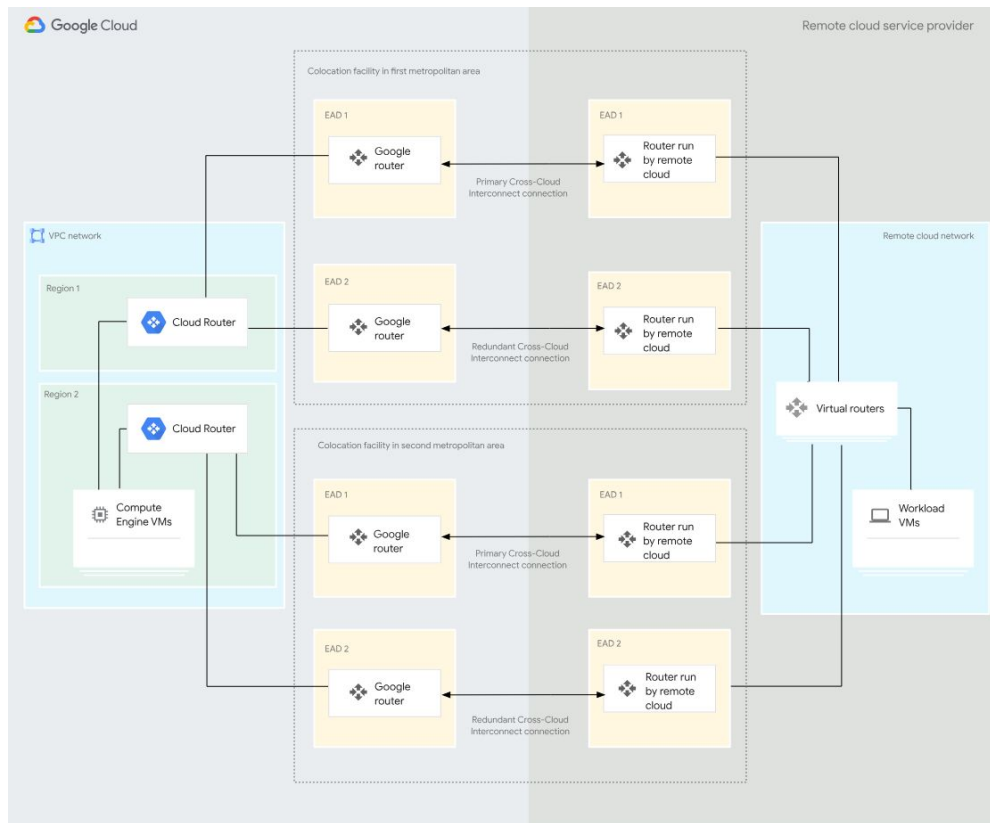 Google Cloud
Remote cloud service provider
Colocation facility in first metropolitan area
EAD 1
Google
router
Primary Cross-Cloud
Interconnect connection
EAD 1
Router run
by remote
cloud
VPC network
Remote cloud network
Region 1
Cloud Router
EAD 2
Google
router
Redundant Cross-Cloud
Interconnect connection
EAD 2
Router run
by remote
cloud
Region 2
Cloud Router
Compute
Engine VMs
Virtual routers
Workload
VMs
Colocation facility in second metropolitan area
EAD 1
Google
router
Primary Cross-Cloud
Interconnect connection
EAD 1
Router run
by remote
cloud
EAD 2
Google
router
Redundant Cross-Cloud
Interconnect connection
EAD 2
Router run
by remote
cloud